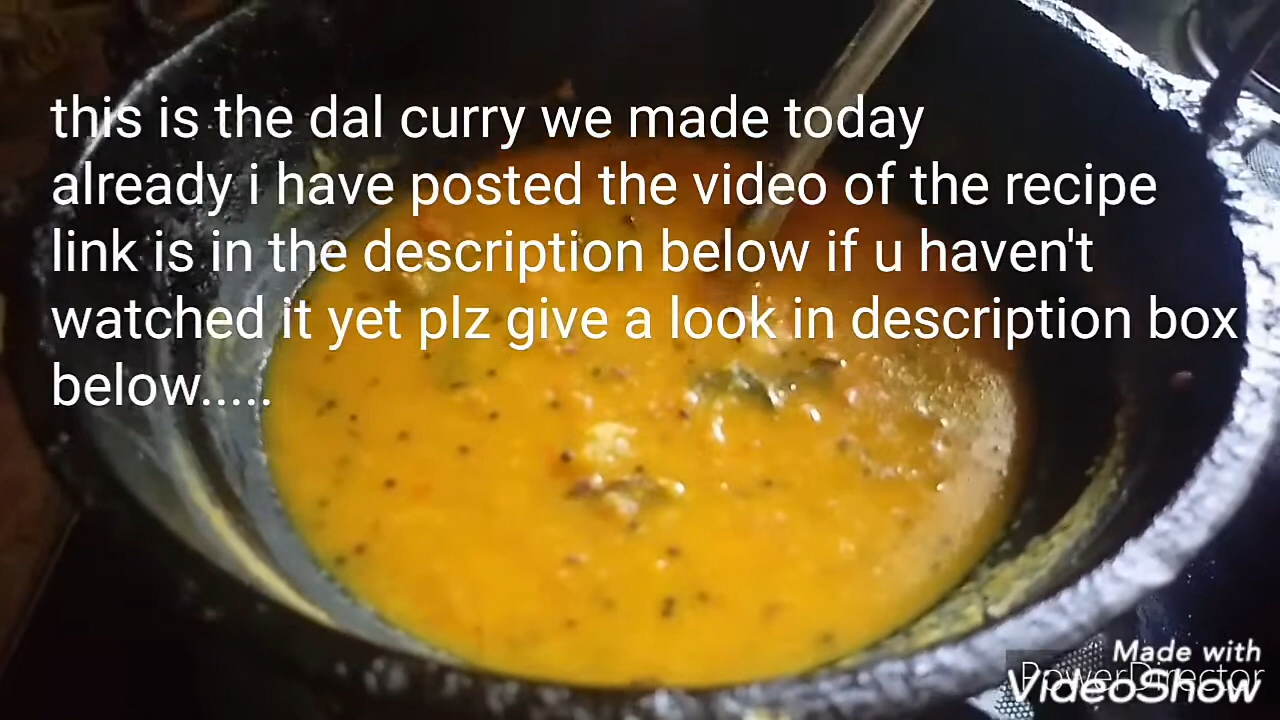 this is the dal curry we made today
already i have posted the video of the recipe
link is in the description below if u haven't
watched it yet plz give a look in description box
below.....
Made with
PowerDirector
VideoShow